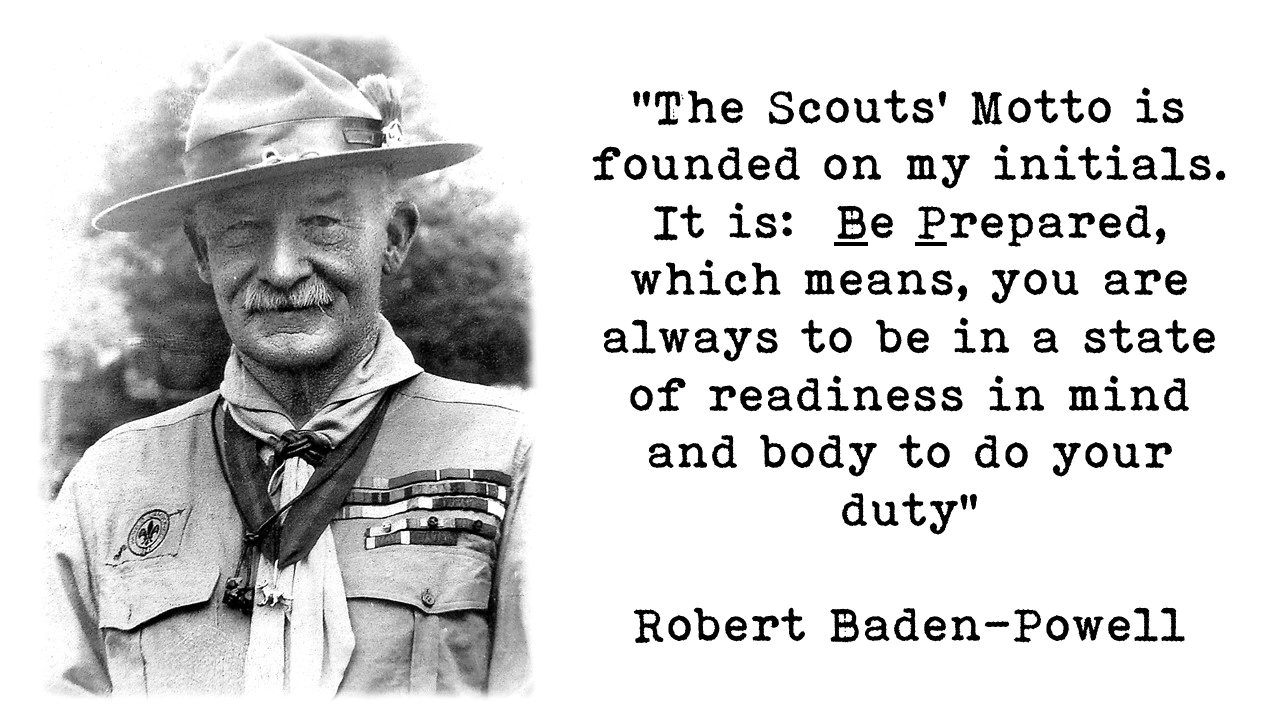 "The Scouts' Motto is
founded on my initials.
It is:  Be Prepared,
which means, you are
always to be in a state
of readiness in mind
and body to do your
duty"
Robert Baden-Powell